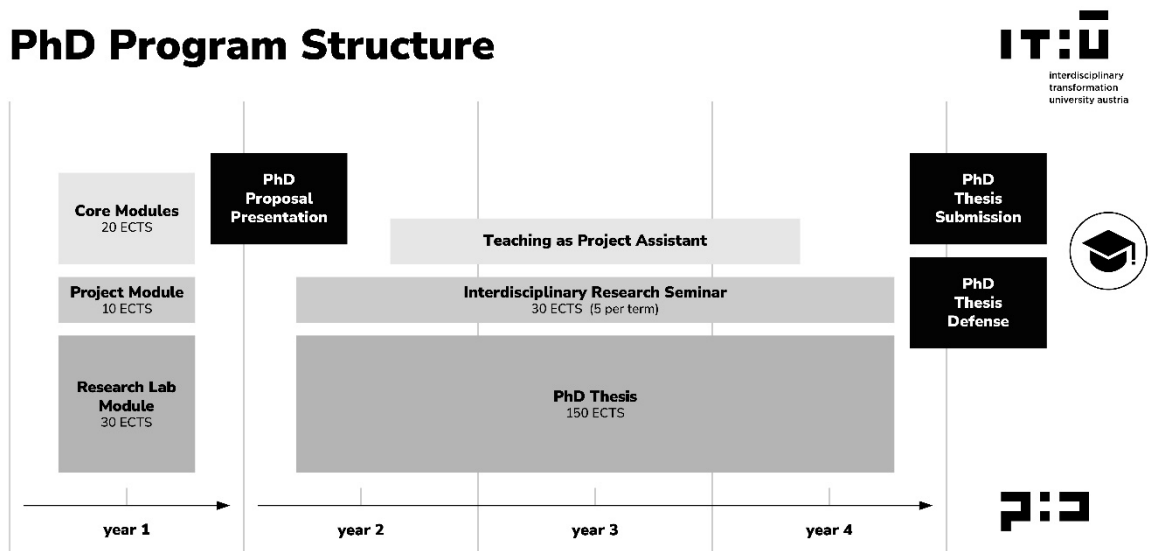 PhD Program Structure
IT:Ū
interdisciplinary
transformation
university austria
Core Modules
20 ECTS
Project Module
10 ECTS
Research Lab
Module
30 ECTS
PhD
Proposal
Presentation
Teaching as Project Assistant
Interdisciplinary Research Seminar
30 ECTS (5 per term)
PhD Thesis
150 ECTS
PhD
Thesis
Submission
PhD
Thesis
Defense
year 1
year 2
year 3
year 4